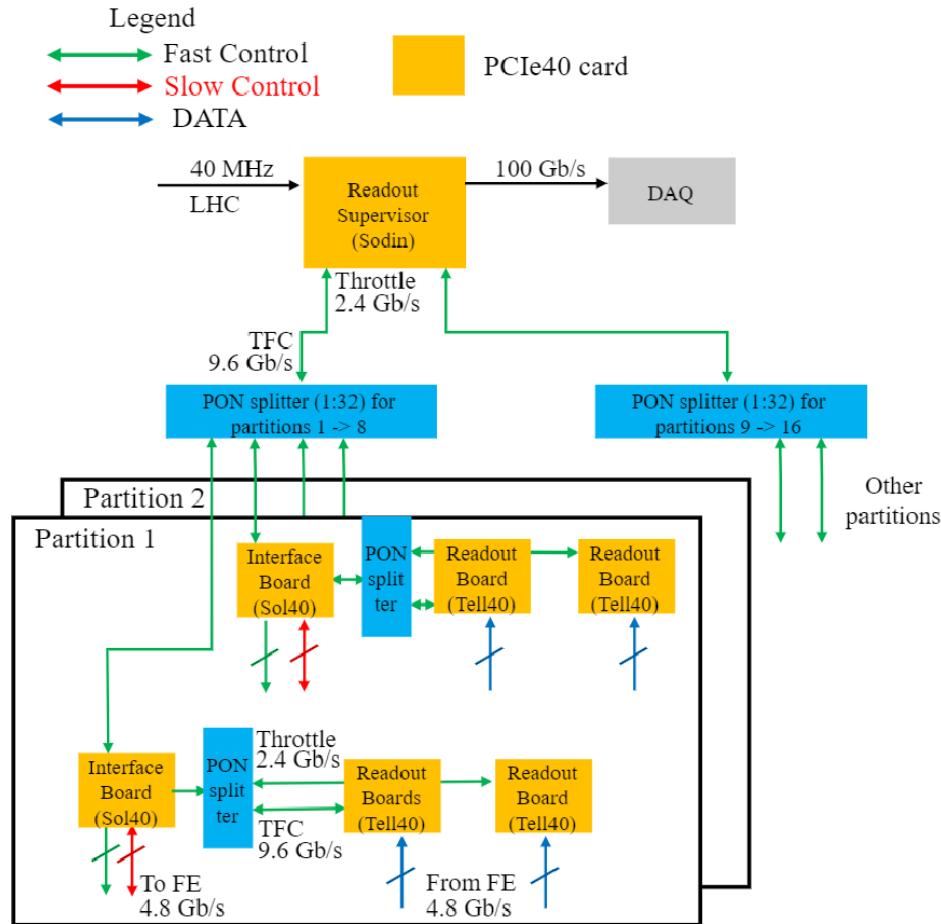 Legend
Fast Control
Slow Control
DATA
PCIe40 card
40 MHz
LHC
Readout
Supervisor
(Sodin)
100 Gb/s
DAQ
Throttle
2.4 Gb/s
TFC
9.6 Gb/s
PON splitter (1:32) for
partitions 1 -> 8
PON splitter (1:32) for
partitions 9 -> 16
Other
partitions
Partition 2
Partition 1
Interface
Board
(Sol40)
PON
split
ter
Readout
Board
(Tell40)
Readout
Board
(Tell40)
Interface
Board
(Sol40)
PON
split
ter
Throttle
2.4 Gb/s
TFC
9.6 Gb/s
Readout
Boards
(Tell40)
Readout
Board
(Tell40)
To FE
4.8 Gb/s
From FE
4.8 Gb/s